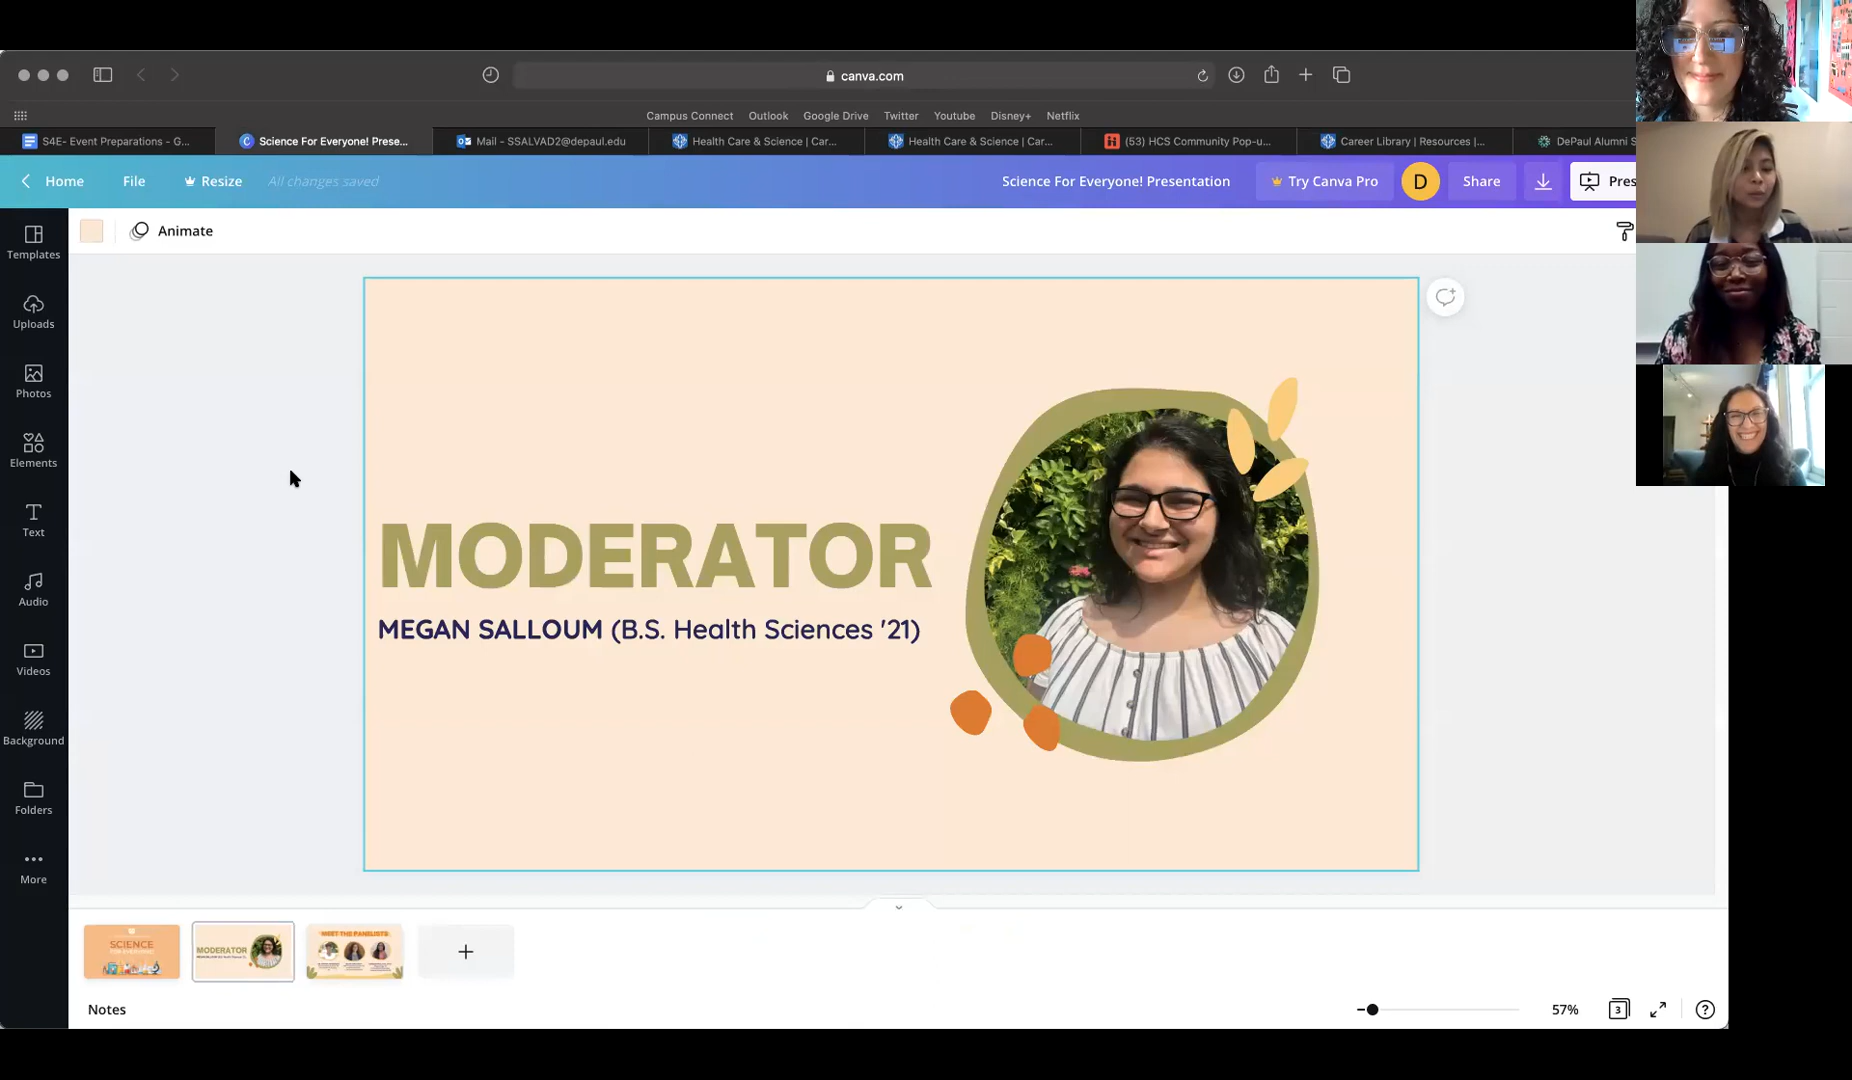 canva.com
Campus Connect Outlook Google Drive Twitter Youtube Disney+ Netflix
S4E- Event Preparations - G...
Science For Everyone! Prese...
Mail - SSALVAD2@depaul.edu
Health Care & Science | Car...
Health Care & Science | Car...
(53) HCS Community Pop-u...
Career Library | Resources |...
DePaul Alumni S
Home File Resize All changes saved
Science For Everyone! Presentation
Try Canva Pro
D
Share
Pres
Templates
Animate
Uploads
Photos
Elements
Text
Audio
Videos
Background
Folders
More
MODERATOR
MEGAN SALLOUM (B.S. Health Sciences '21)
SCIENCE
MODERATOR
MEET THE PANELISTS
Notes
57%
3
?